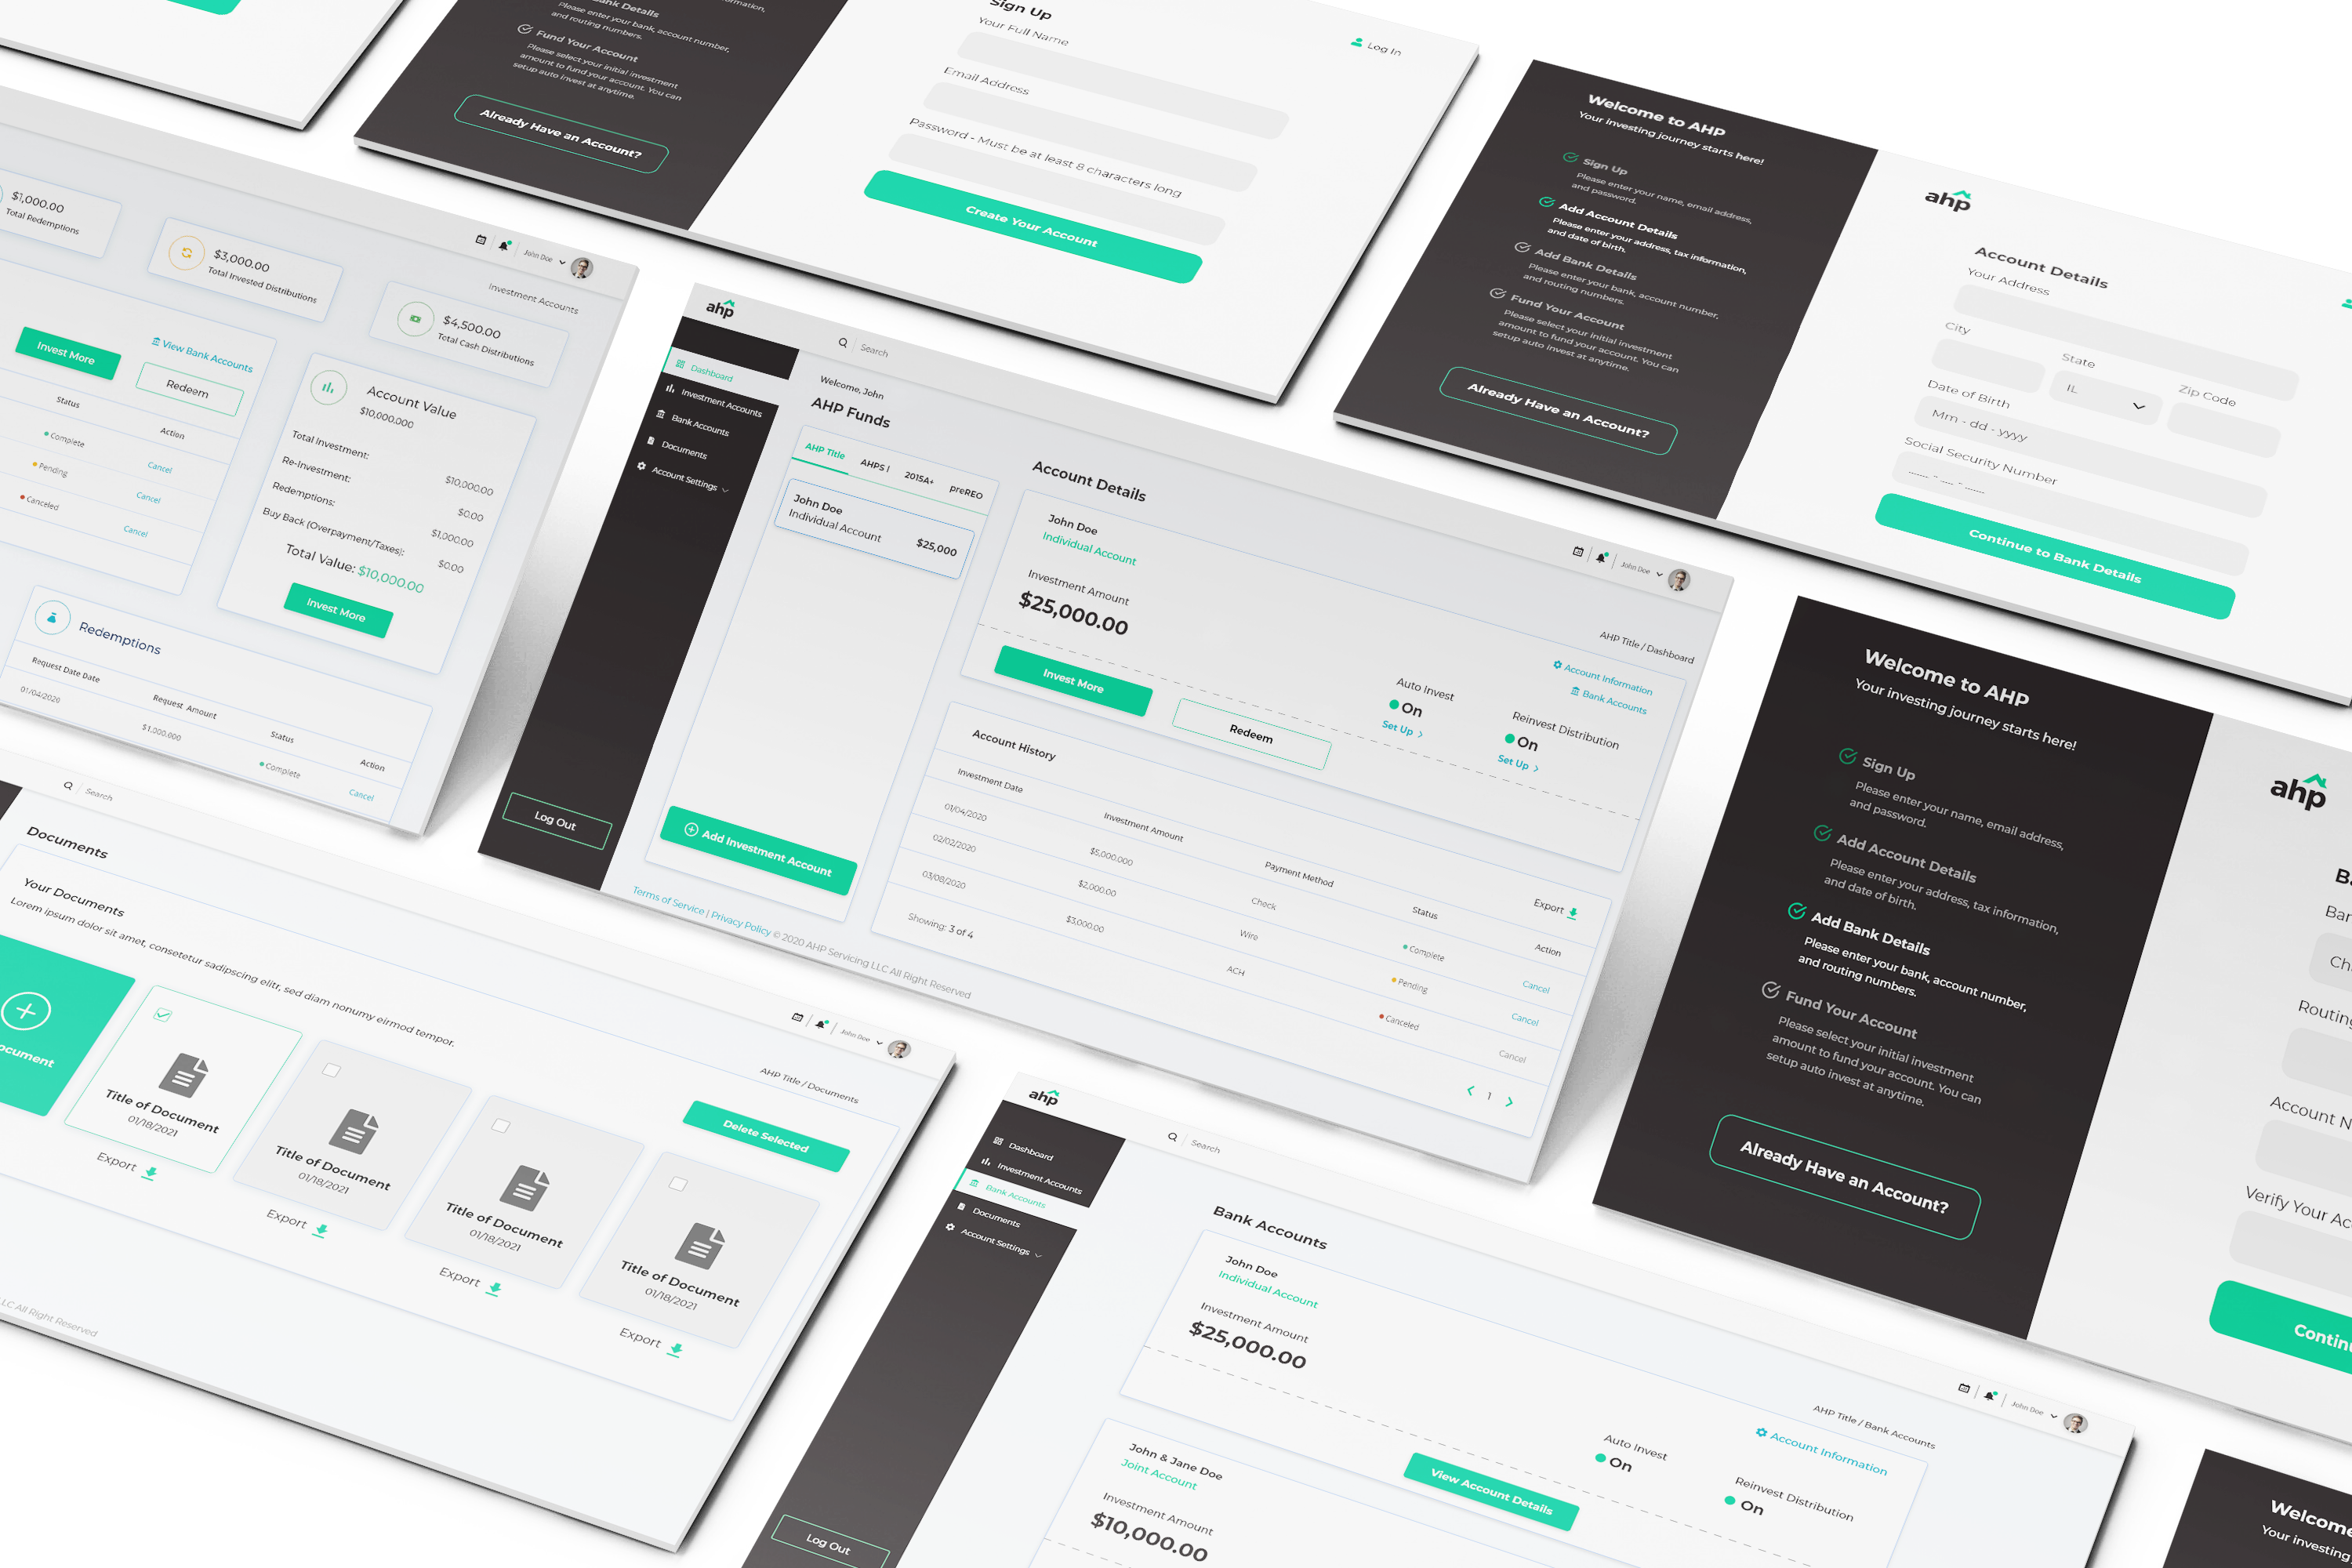 Bank Details
Please enter your bank, account number,
and routing numbers.
Fund Your Account
Please select your initial investment
amount to fund your account. You can
setup auto invest at anytime.
Already Have an Account?
Sign Up
Your Full Name
Email Address
Password - Must be at least 8 characters long
Create Your Account
Log In
Welcome to AHP
Your investing journey starts here!
Sign Up
Please enter your name, email address,
and password.
Add Account Details
Please enter your address, tax information,
and date of birth.
Add Bank Details
Please enter your bank, account number,
and routing numbers.
Fund Your Account
Please select your initial investment
amount to fund your account. You can
setup auto invest at anytime.
Already Have an Account?
ahp
Account Details
Your Address
City
State
Zip Code
IL
Date of Birth
Mm - dd - yyyy
Social Security Number
Continue to Bank Details
$1,000.00
Total Redemptions
$3,000.00
Total Invested Distributions
$4,500.00
Total Cash Distributions
John Doe
Investment Accounts
Invest More
View Bank Accounts
Redeem
Status
Action
Complete
Cancel
Pending
Cancel
Canceled
Cancel
Account Value
$10,000.000
Total Investment:
$10,000.00
Re-Investment:
$0.00
Redemptions:
$1,000.00
Buy Back (Overpayment/Taxes):
$0.00
Total Value: $10,000.00
Invest More
Redemptions
Request Date Date
Request Amount
Status
Action
01/04/2020
$1,000.000
Complete
Cancel
ahp
Search
Dashboard
Investment Accounts
Bank Accounts
Documents
Account Settings
Log Out
Welcome, John
AHP Funds
AHP Title
AHPS I
2015A+
preREO
John Doe
Individual Account
$25,000
Add Investment Account
Account Details
John Doe
Individual Account
Investment Amount
$25,000.00
Invest More
Redeem
John Doe
AHP Title / Dashboard
Account Information
Bank Accounts
Auto Invest
On
Set Up >
Reinvest Distribution
On
Set Up >
Account History
Export
Investment Date
Investment Amount
Payment Method
Status
Action
01/04/2020
$5,000.000
Check
Complete
Cancel
02/02/2020
$2,000.00
Wire
Pending
Cancel
03/08/2020
$3,000.00
ACH
Canceled
Cancel
Showing: 3 of 4
< 1 >
Terms of Service | Privacy Policy © 2020 AHP Servicing LLC All Right Reserved
Welcome to AHP
Your investing journey starts here!
Sign Up
Please enter your name, email address,
and password.
Add Account Details
Please enter your address, tax information,
and date of birth.
Add Bank Details
Please enter your bank, account number,
and routing numbers.
Fund Your Account
Please select your initial investment
amount to fund your account. You can
setup auto invest at anytime.
Already Have an Account?
ahp
Routing
Account N
Verify Your Ac
Continu
Search
Documents
Your Documents
Lorem ipsum dolor sit amet, consetetur sadipscing elitr, sed diam nonumy eirmod tempor.
John Doe
AHP Title / Documents
Delete Selected
ocument
Title of Document
01/18/2021
Export
Title of Document
01/18/2021
Export
Title of Document
01/18/2021
Export
Title of Document
01/18/2021
Export
LC All Right Reserved
ahp
Search
Dashboard
Investment Accounts
Bank Accounts
Documents
Account Settings
Log Out
Bank Accounts
John Doe
Individual Account
Investment Amount
$25,000.00
View Account Details
John Doe
AHP Title / Bank Accounts
Account Information
Auto Invest
On
Reinvest Distribution
On
John & Jane Doe
Joint Account
Investment Amount
$10,000.00
Welcome
Your investing